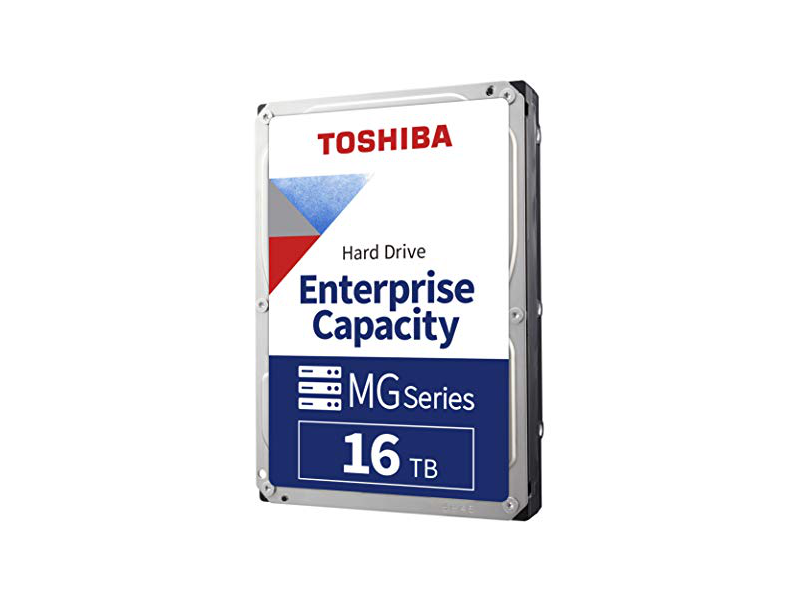 TOSHIBA
Hard Drive
Enterprise
Capacity
MG Series
16 TB